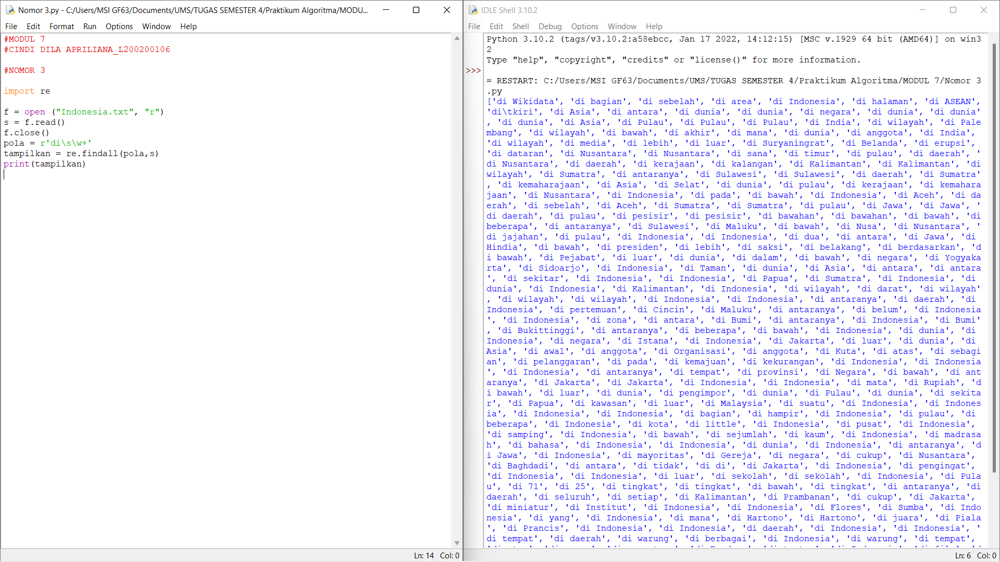 Nomor 3.py - C:/Users/MSI GF63/Documents/UMS/TUGAS SEMESTER 4/Praktikum Algoritma/MODU...
File Edit Format Run Options Window Help
#MODUL 7
#CINDI DILA APRILIANA_L200200106
#NOMOR 3
import re
f = open ("Indonesia.txt", "r")
s = f.read()
f.close()
pola = r'di\s\w+'
tampilkan = re.findall(pola,s)
print(tampilkan)
Ln: 14 Col: 0
IDLE Shell 3.10.2
File Edit Shell Debug Options Window Help
Python 3.10.2 (tags/v3.10.2:a58ebcc, Jan 17 2022, 14:12:15) [MSC v.1929 64 bit (AMD64)] on win3
2
Type "help", "copyright", "credits" or "license()" for more information.
>>>
= RESTART: C:/Users/MSI GF63/Documents/UMS/TUGAS SEMESTER 4/Praktikum Algoritma/MODUL 7/Nomor 3
.py
['di Wikidata', 'di bagian', 'di sebelah', 'di area', 'di Indonesia', 'di halaman', 'di ASEAN',
'di\tkiri', 'di Asia', 'di antara', 'di dunia', 'di dunia', 'di negara', 'di dunia', 'di dunia'
, 'di dunia', 'di Asia', 'di Pulau', 'di Pulau', 'di Pulau', 'di India', 'di wilayah', 'di Pale
mbang', 'di wilayah', 'di bawah', 'di akhir', 'di mana', 'di dunia', 'di anggota', 'di India',
'di wilayah', 'di media', 'di lebih', 'di luar', 'di Suryaningrat', 'di Belanda', 'di erupsi',
'di dataran', 'di Nusantara', 'di Nusantara', 'di sana', 'di timur', 'di pulau', 'di daerah', '
di Nusantara', 'di daerah', 'di kerajaan', 'di kalangan', 'di Kalimantan', 'di Kalimantan', 'di
wilayah', 'di Sumatra', 'di antaranya', 'di Sulawesi', 'di Sulawesi', 'di daerah', 'di Sumatra'
, 'di kemaharajaan', 'di Asia', 'di Selat', 'di dunia', 'di pulau', 'di kerajaan', 'di kemahara
jaan', 'di Nusantara', 'di Indonesia', 'di pada', 'di bawah', 'di Indonesia', 'di Aceh', 'di da
erah', 'di sebelah', 'di Aceh', 'di Sumatra', 'di Sumatra', 'di pulau', 'di Jawa', 'di Jawa', '
di daerah', 'di pulau', 'di pesisir', 'di pesisir', 'di bawahan', 'di bawahan', 'di bawah', 'di
beberapa', 'di antaranya', 'di Sulawesi', 'di Maluku', 'di bawah', 'di Nusa', 'di Nusantara', '
di jajahan', 'di pulau', 'di Indonesia', 'di Indonesia', 'di dua', 'di antara', 'di Jawa', 'di
Hindia', 'di bawah', 'di presiden', 'di lebih', 'di saksi', 'di belakang', 'di berdasarkan', 'd
i bawah', 'di Pejabat', 'di luar', 'di dunia', 'di dalam', 'di bawah', 'di negara', 'di Yogyaka
rta', 'di Sidoarjo', 'di Indonesia', 'di Taman', 'di dunia', 'di Asia', 'di antara', 'di antara
', 'di sekitar', 'di Indonesia', 'di Indonesia', 'di Papua', 'di Sumatra', 'di Indonesia', 'di
dunia', 'di Indonesia', 'di Kalimantan', 'di Indonesia', 'di wilayah', 'di darat', 'di wilayah'
, 'di wilayah', 'di wilayah', 'di Indonesia', 'di Indonesia', 'di antaranya', 'di daerah', 'di
Indonesia', 'di pertemuan', 'di Cincin', 'di Maluku', 'di antaranya', 'di belum', 'di Indonesia
', 'di Indonesia', 'di zona', 'di antara', 'di Bumi', 'di antaranya', 'di Indonesia', 'di Bumi'
, 'di Bukittinggi', 'di antaranya', 'di beberapa', 'di bawah', 'di Indonesia', 'di dunia', 'di
Indonesia', 'di negara', 'di Istana', 'di Indonesia', 'di Jakarta', 'di luar', 'di dunia', 'di
Asia', 'di awal', 'di anggota', 'di Organisasi', 'di anggota', 'di Kuta', 'di atas', 'di sebagi
an', 'di pelanggaran', 'di pada', 'di kemajuan', 'di kekurangan', 'di Indonesia', 'di Indonesia
', 'di Indonesia', 'di antaranya', 'di tempat', 'di provinsi', 'di Negara', 'di bawah', 'di ant
aranya', 'di Jakarta', 'di Jakarta', 'di Indonesia', 'di Indonesia', 'di mata', 'di Rupiah', 'd
i bawah', 'di luar', 'di dunia', 'di pengimpor', 'di dunia', 'di Pulau', 'di dunia', 'di sekita
r', 'di Papua', 'di kawasan', 'di luar', 'di Malaysia', 'di suatu', 'di Indonesia', 'di Indones
ia', 'di Indonesia', 'di Indonesia', 'di bagian', 'di hampir', 'di Indonesia', 'di pulau', 'di
beberapa', 'di Indonesia', 'di kota', 'di little', 'di Indonesia', 'di pusat', 'di Indonesia',
'di samping', 'di Indonesia', 'di bawah', 'di sejumlah', 'di kaum', 'di Indonesia', 'di madrasa
h', 'di bahasa', 'di Indonesia', 'di Indonesia', 'di dunia', 'di Indonesia', 'di antaranya', 'd
i Jawa', 'di Indonesia', 'di mayoritas', 'di Gereja', 'di negara', 'di cukup', 'di Nusantara',
'di Baghdadi', 'di antara', 'di tidak', 'di di', 'di Jakarta', 'di Indonesia', 'di pengingat',
'di Indonesia', 'di Indonesia', 'di luar', 'di sekolah', 'di sekolah', 'di Indonesia', 'di Pula
u', 'di 71', 'di 25', 'di tingkat', 'di tingkat', 'di bawah', 'di tingkat', 'di antaranya', 'di
daerah', 'di seluruh', 'di setiap', 'di Kalimantan', 'di Prambanan', 'di cukup', 'di Jakarta',
'di miniatur', 'di Institut', 'di Indonesia', 'di Indonesia', 'di Flores', 'di Sumba', 'di Indo
nesia', 'di yang', 'di Indonesia', 'di mana', 'di Hartono', 'di Hartono', 'di juara', 'di Piala
', 'di Prancis', 'di Indonesia', 'di Indonesia', 'di daerah', 'di Indonesia', 'di Indonesia', '
di tempat', 'di daerah', 'di warung', 'di berbagai', 'di Indonesia', 'di warung', 'di tempat',
Ln: 6 Col: 0